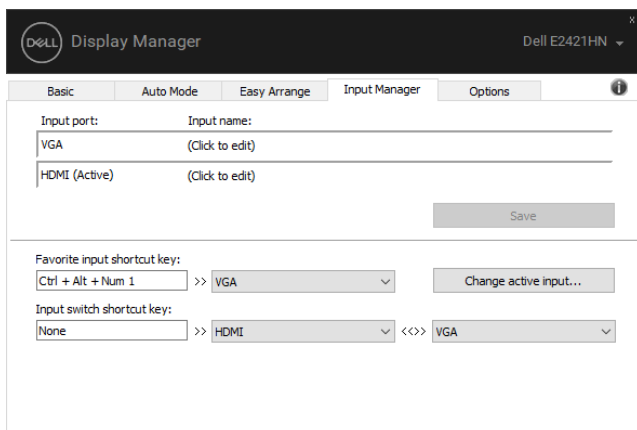 x
DELL Display Manager Dell E2421HN
Basic Auto Mode Easy Arrange Input Manager Options i
Input port: Input name:
VGA (Click to edit)
HDMI (Active) (Click to edit)
Save
Favorite input shortcut key:
Ctrl + Alt + Num 1 >> VGA Change active input...
Input switch shortcut key:
None >> HDMI <<>> VGA